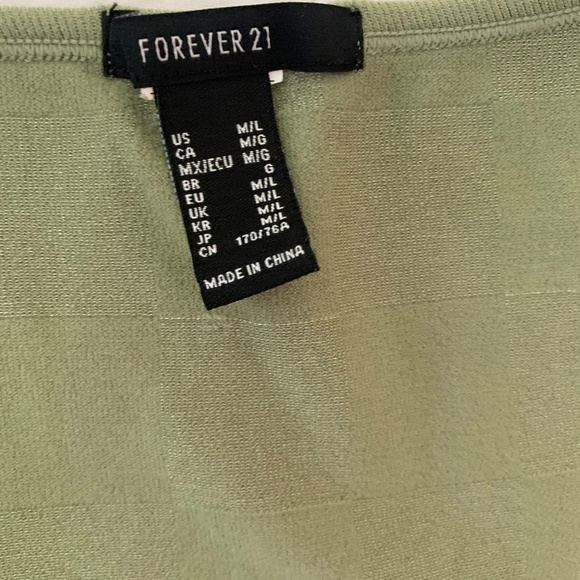 FOREVER 21
US M/L
CA M/G
MX/ECU M/G
BR G
EU M/L
UK M/L
KR M/L
JP M/L
CN 170/76A
MADE IN CHINA